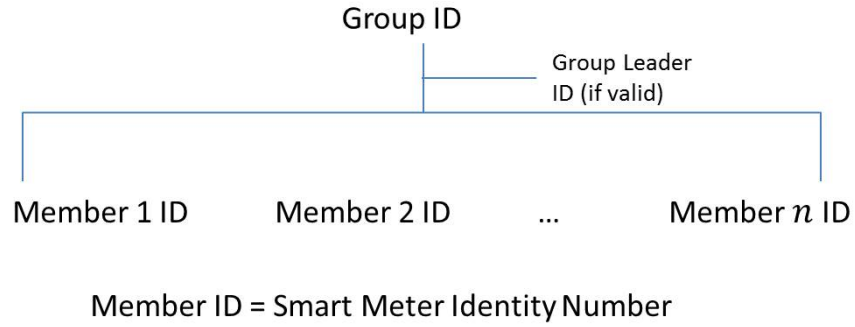 Group ID
Group Leader
ID (if valid)
Member 1 ID Member 2 ID ... Member n ID
Member ID = Smart Meter Identity Number